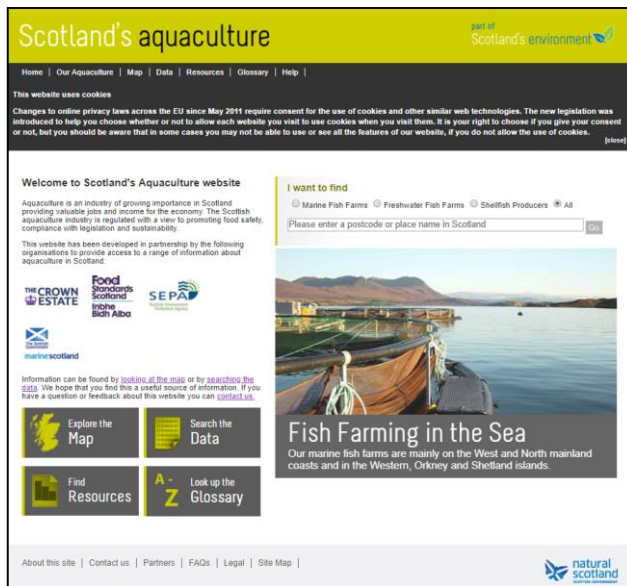 Scotland's aquaculture
part of
Scotland's environment
Home | Our Aquaculture | Map | Data | Resources | Glossary | Help |
This website uses cookies
Changes to online privacy laws across the EU since May 2011 require consent for the use of cookies and other similar web technologies. The new legislation was
introduced to help you choose whether or not to allow each website you visit to use cookies when you visit them. It is your right to choose if you give your consent
or not, but you should be aware that in some cases you may not be able to use or see all the features of our website, if you do not allow the use of cookies.
[close]
Welcome to Scotland's Aquaculture website
Aquaculture is an industry of growing importance in Scotland
providing valuable jobs and income for the economy. The Scottish
aquaculture industry is regulated with a view to promoting food safety,
compliance with legislation and sustainability.
This website has been developed in partnership by the following
organisations to provide access to a range of information about
aquaculture in Scotland:
THE CROWN
ESTATE
Food
Standards
Scotland
Inbhe
Bidh Alba
SEPA
marinescotland
Information can be found by looking at the map or by searching the
data. We hope that you find this a useful source of information. If you
have a question or feedback about this website you can contact us.
Explore the
Map
Search the
Data
Find
Resources
A -
Z
Look up the
Glossary
I want to find
Marine Fish Farms Freshwater Fish Farms Shellfish Producers All
Please enter a postcode or place name in Scotland
Go
Fish Farming in the Sea
Our marine fish farms are mainly on the West and North mainland
coasts and in the Western, Orkney and Shetland islands.
About this site | Contact us | Partners | FAQs | Legal | Site Map |
natural
scotland
SCOTTISH GOVERNMENT